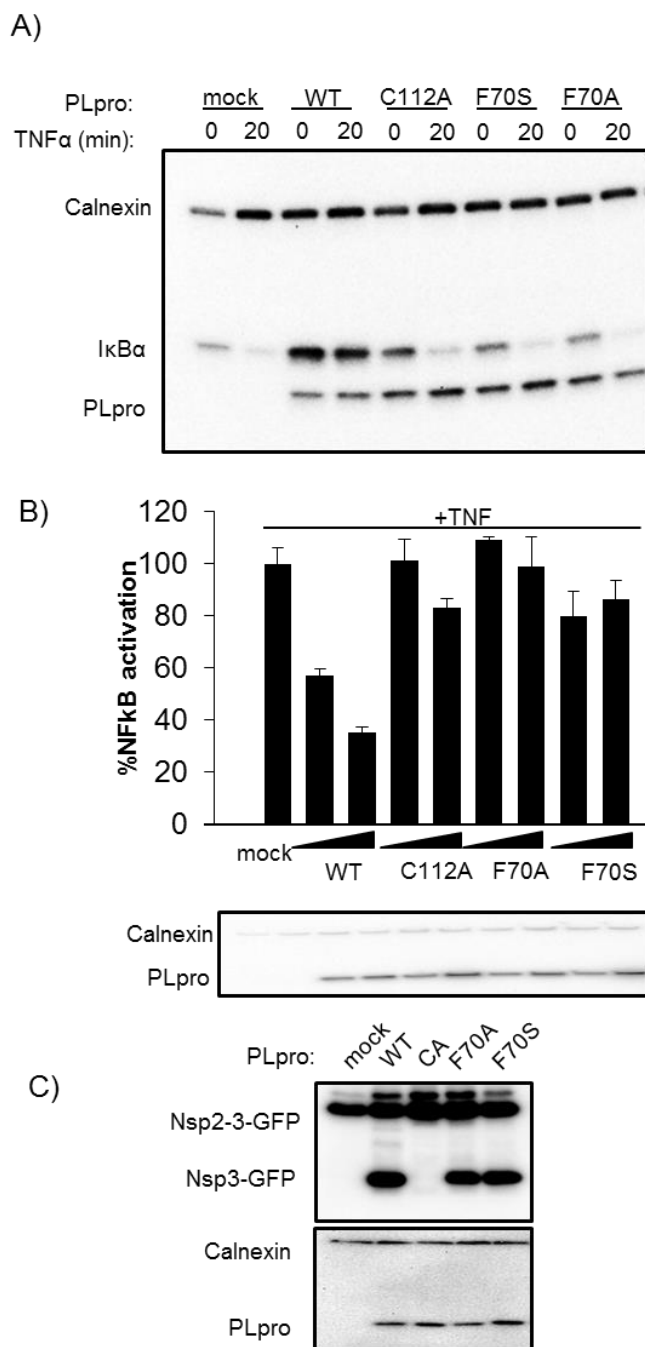 A)
PLpro: mock WT C112A F70S F70A
TNFα (min): 0 20 0 20 0 20 0 20 0 20
Calnexin
IκBα
PLpro
B)
+TNF
%NFkB activation
120
100
80
60
40
20
0
mock WT C112A F70A F70S
Calnexin
PLpro
C)
PLpro: mock WT CA F70A F70S
Nsp2-3-GFP
Nsp3-GFP
Calnexin
PLpro